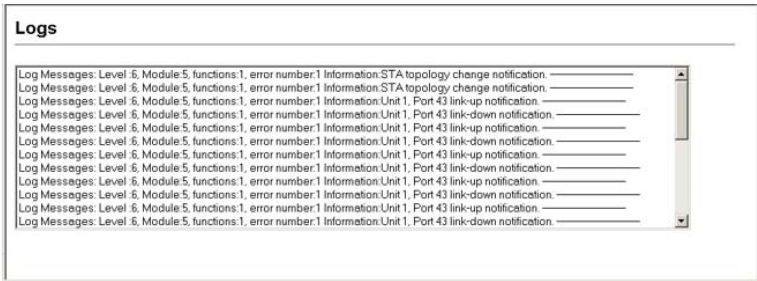 Logs
Log Messages: Level :6, Module:5, functions:1, error number:1 Information:STA topology change notification.
Log Messages: Level :6, Module:5, functions:1, error number:1 Information:STA topology change notification.
Log Messages: Level :6, Module:5, functions:1, error number:1 Information:Unit 1, Port 43 link-up notification.
Log Messages: Level :6, Module:5, functions:1, error number:1 Information:Unit 1, Port 43 link-down notification.
Log Messages: Level :6, Module:5, functions:1, error number:1 Information:Unit 1, Port 43 link-up notification.
Log Messages: Level :6, Module:5, functions:1, error number:1 Information:Unit 1, Port 43 link-down notification.
Log Messages: Level :6, Module:5, functions:1, error number:1 Information:Unit 1, Port 43 link-up notification.
Log Messages: Level :6, Module:5, functions:1, error number:1 Information:Unit 1, Port 43 link-down notification.
Log Messages: Level :6, Module:5, functions:1, error number:1 Information:Unit 1, Port 43 link-up notification.
Log Messages: Level :6, Module:5, functions:1, error number:1 Information:Unit 1, Port 43 link-down notification.
Log Messages: Level :6, Module:5, functions:1, error number:1 Information:Unit 1, Port 43 link-up notification.
Log Messages: Level :6, Module:5, functions:1, error number:1 Information:Unit 1, Port 43 link-down notification.